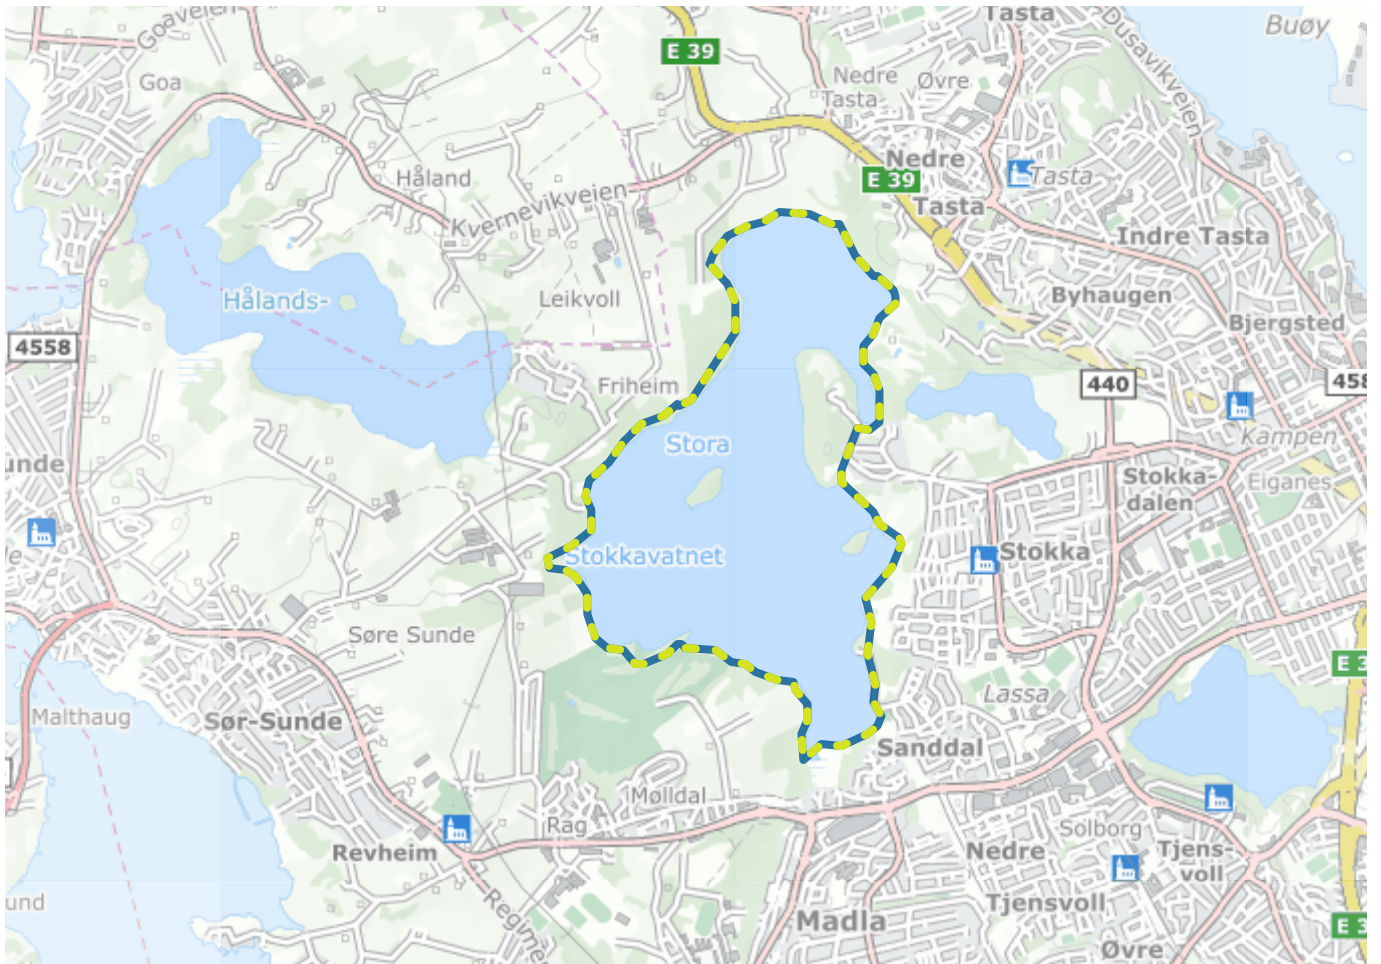 Tasta
Buøy
Goaveien
Dusavikveien
E 39
Goa
Nedre
Tasta
Øvre
Nedre
Tasta
E 39
Tasta
Håland
Kvernevikveien
Indre Tasta
Leikvoll
Hålands-
Byhaugen
Bjergsted
4558
Friheim
440
458
Kampen
Stora
unde
Stokka-
dalen
Eiganes
Stokkavatnet
Stokka
e
Søre Sunde
E 3
Lassa
Malthaug
Sør-Sunde
Sanddal
Mølldal
Rag
Solborg
Revheim
Nedre
Tjensvoll
Tjens-
voll
und
Regime
Madla
Øvre
E 3